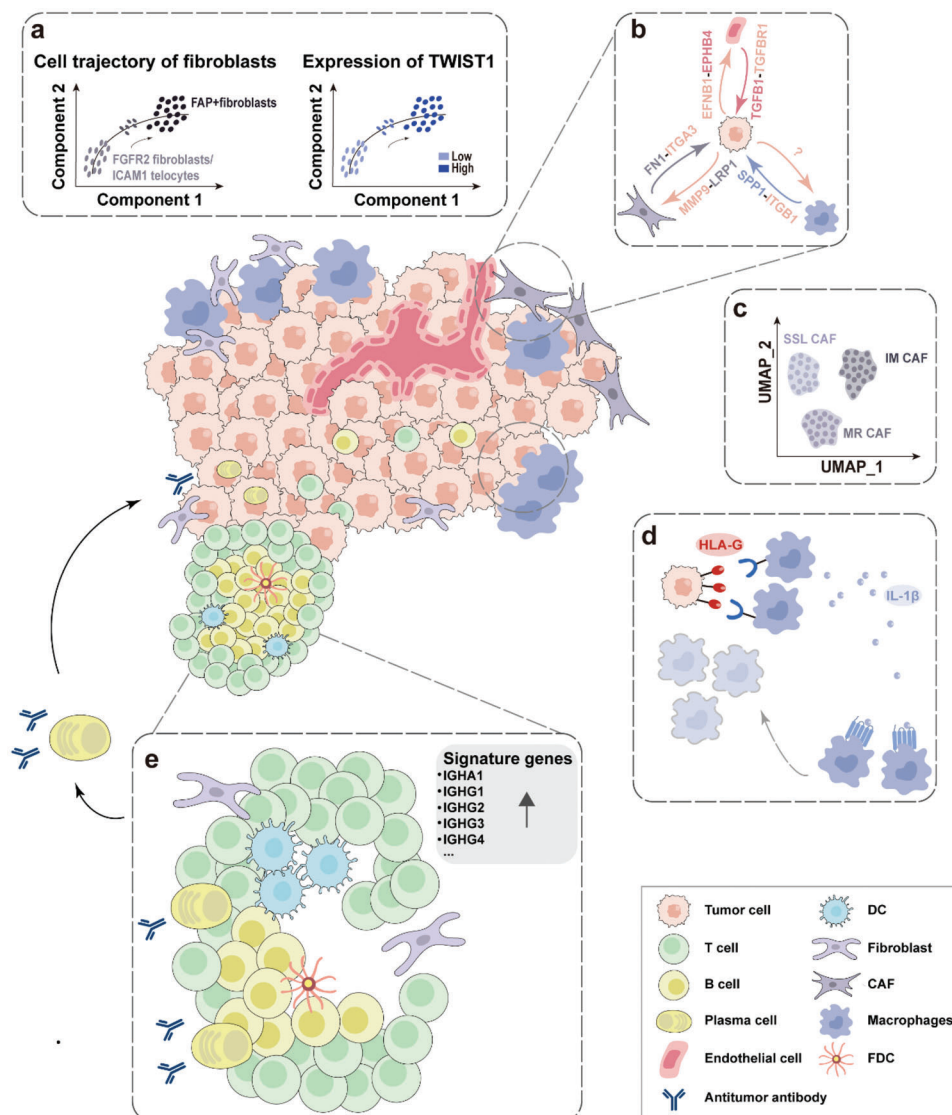 a
Cell trajectory of fibroblasts
Component 2
FAP+fibroblasts
FGFR2 fibroblasts/
ICAM1 telocytes
Component 1
Expression of TWIST1
Component 2
Low
High
Component 1
b
EFNB1-EPHB4
TGFB1-TGFBR1
FN1-ITGA3
MMP9-LRP1
SPP1-ITGB1
?
c
UMAP_2
SSL CAF
IM CAF
MR CAF
UMAP_1
d
HLA-G
IL-1β
e
Signature genes
•IGHA1
•IGHG1
•IGHG2
•IGHG3
•IGHG4
...
Tumor cell
DC
T cell
Fibroblast
B cell
CAF
Plasma cell
Macrophages
Endothelial cell
FDC
Antitumor antibody